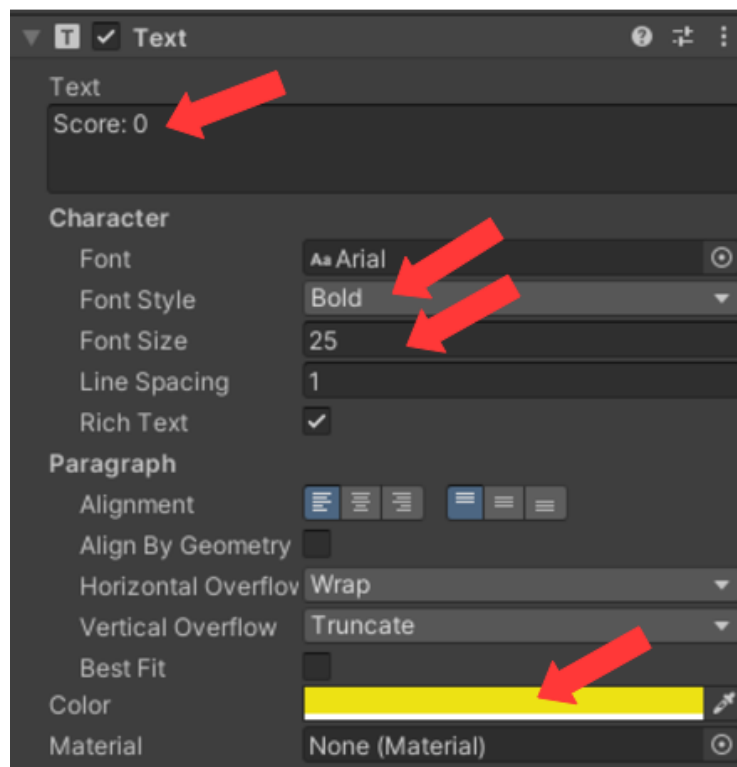 T Text
Text
Score: 0
Character
Font Aa Arial
Font Style Bold
Font Size 25
Line Spacing 1
Rich Text
Paragraph
Alignment
Align By Geometry
Horizontal Overflov Wrap
Vertical Overflow Truncate
Best Fit
Color
Material None (Material)